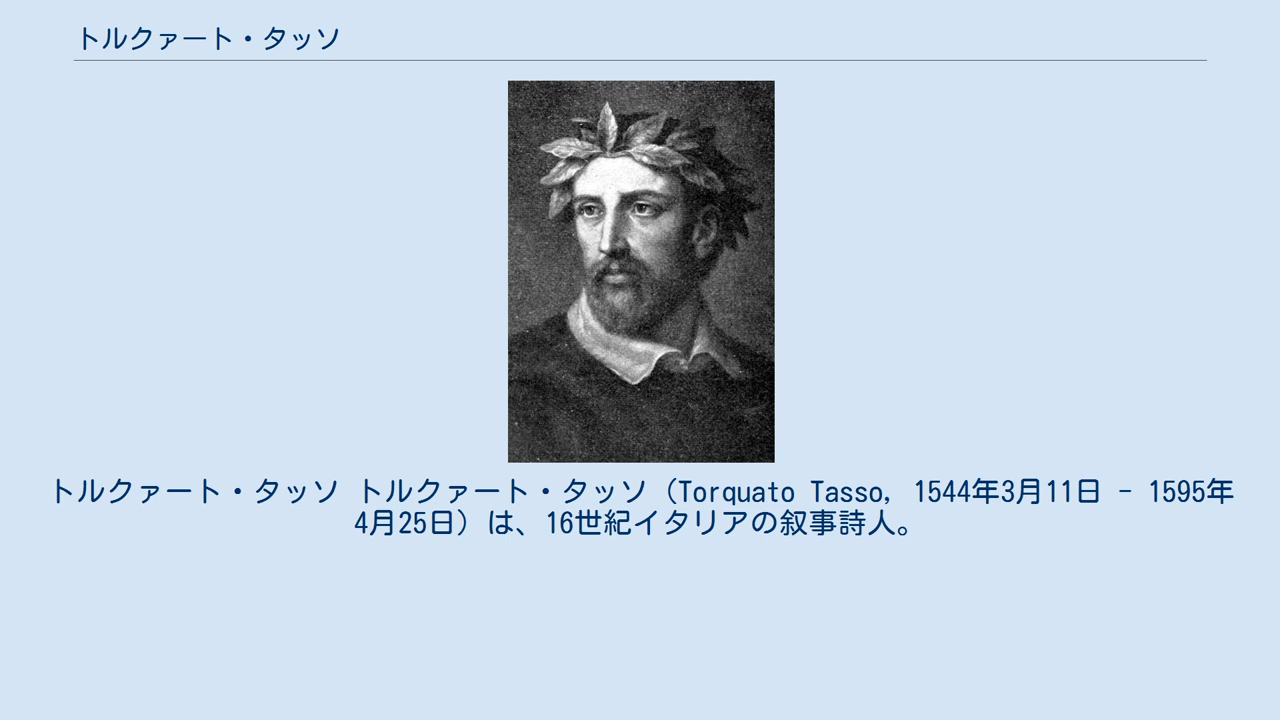 トルクァート・タッソ
トルクァート・タッソ トルクァート・タッソ（Torquato Tasso, 1544年3月11日 - 1595年
4月25日）は、16世紀イタリアの叙事詩人。